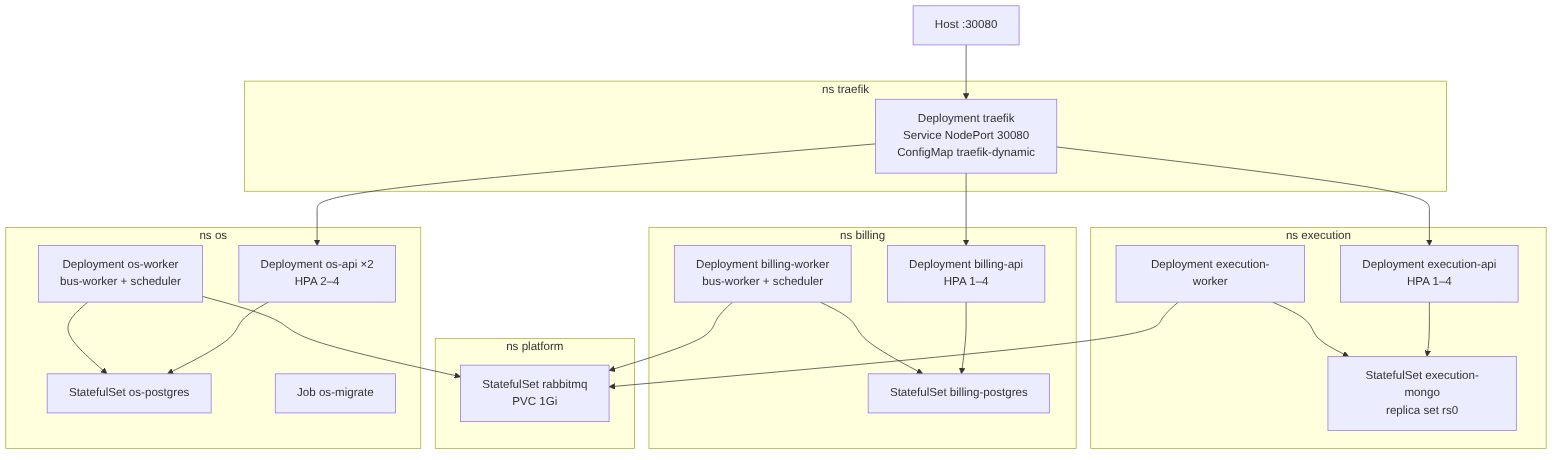 Host :30080
ns traefik
Deployment traefik
Service NodePort 30080
ConfigMap traefik-dynamic
ns os
Deployment os-worker
bus-worker + scheduler
Deployment os-api ×2
HPA 2–4
StatefulSet os-postgres
Job os-migrate
ns platform
StatefulSet rabbitmq
PVC 1Gi
ns billing
Deployment billing-worker
bus-worker + scheduler
Deployment billing-api
HPA 1–4
StatefulSet billing-postgres
ns execution
Deployment execution-
worker
Deployment execution-api
HPA 1–4
StatefulSet execution-
mongo
replica set rs0